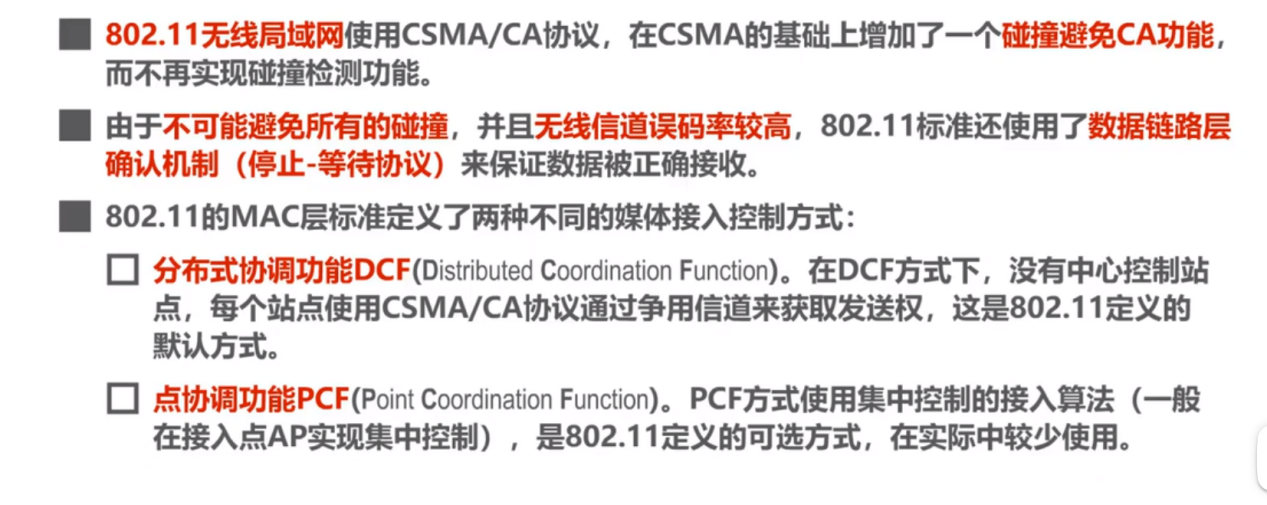 802.11无线局域网使用CSMA/CA协议，在CSMA的基础上增加了一个碰撞避免CA功能，
而不再实现碰撞检测功能。
由于不可能避免所有的碰撞，并且无线信道误码率较高，802.11标准还使用了数据链路层
确认机制（停止-等待协议）来保证数据被正确接收。
802.11的MAC层标准定义了两种不同的媒体接入控制方式：
分布式协调功能DCF(Distributed Coordination Function)。在DCF方式下，没有中心控制站
点，每个站点使用CSMA/CA协议通过争用信道来获取发送权，这是802.11定义的
默认方式。
点协调功能PCF(Point Coordination Function)。PCF方式使用集中控制的接入算法（一般
在接入点AP实现集中控制），是802.11定义的可选方式，在实际中较少使用。